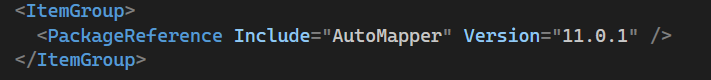 <ItemGroup>
<PackageReference Include="AutoMapper" Version="11.0.1" />
</ItemGroup>